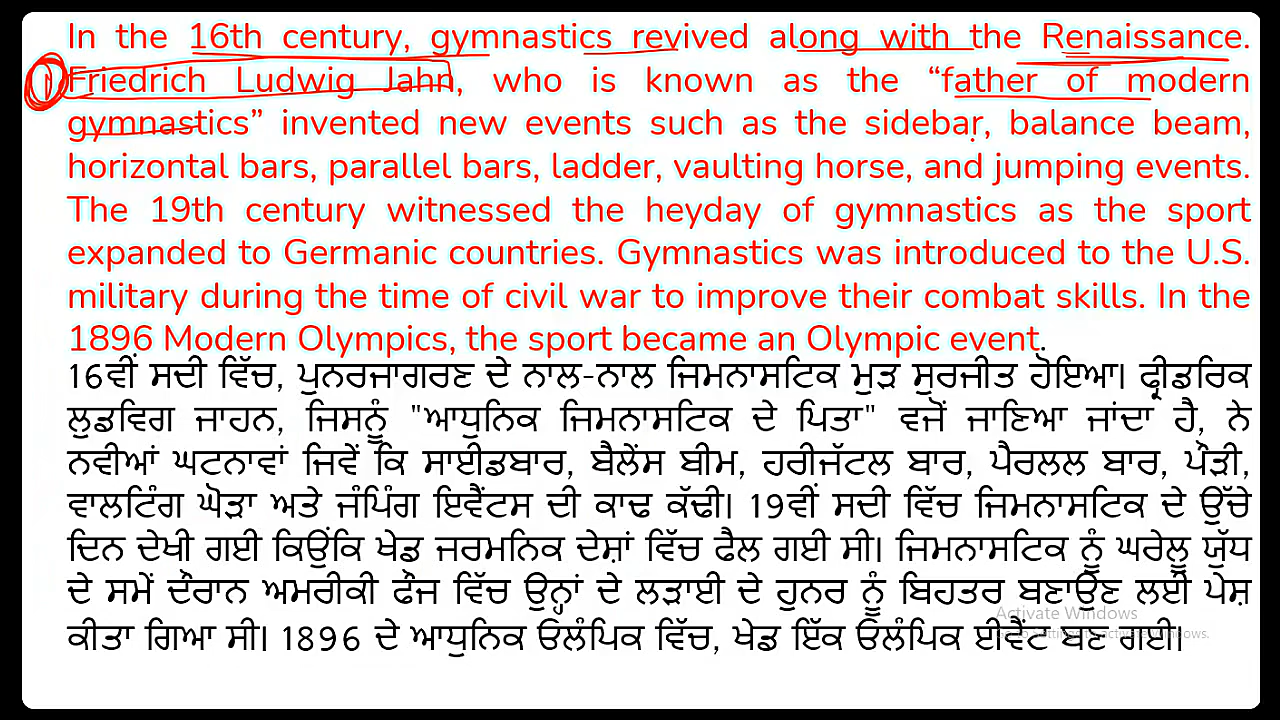 In the 16th century, gymnastics revived along with the Renaissance.
1 Friedrich Ludwig Jahn, who is known as the “father of modern
gymnastics” invented new events such as the sidebar, balance beam,
horizontal bars, parallel bars, ladder, vaulting horse, and jumping events.
The 19th century witnessed the heyday of gymnastics as the sport
expanded to Germanic countries. Gymnastics was introduced to the U.S.
military during the time of civil war to improve their combat skills. In the
1896 Modern Olympics, the sport became an Olympic event.
16ਵੀਂ ਸਦੀ ਵਿੱਚ, ਪੁਨਰਜਾਗਰਣ ਦੇ ਨਾਲ-ਨਾਲ ਜਿਮਨਾਸਟਿਕ ਮੁੜ ਸੁਰਜੀਤ ਹੋਇਆ। ਫ੍ਰੀਡਰਿਕ
ਲੁਡਵਿਗ ਜਾਹਨ, ਜਿਸਨੂੰ "ਆਧੁਨਿਕ ਜਿਮਨਾਸਟਿਕ ਦੇ ਪਿਤਾ" ਵਜੋਂ ਜਾਣਿਆ ਜਾਂਦਾ ਹੈ, ਨੇ
ਨਵੀਆਂ ਘਟਨਾਵਾਂ ਜਿਵੇਂ ਕਿ ਸਾਈਡਬਾਰ, ਬੈਲੇਂਸ ਬੀਮ, ਹਰੀਜੱਟਲ ਬਾਰ, ਪੈਰਲਲ ਬਾਰ, ਪੌੜੀ,
ਵਾਲਟਿੰਗ ਘੋੜਾ ਅਤੇ ਜੰਪਿੰਗ ਇਵੈਂਟਸ ਦੀ ਕਾਢ ਕੱਢੀ। 19ਵੀਂ ਸਦੀ ਵਿੱਚ ਜਿਮਨਾਸਟਿਕ ਦੇ ਉੱਚੇ
ਦਿਨ ਦੇਖੀ ਗਈ ਕਿਉਂਕਿ ਖੇਡ ਜਰਮਨਿਕ ਦੇਸ਼ਾਂ ਵਿੱਚ ਫੈਲ ਗਈ ਸੀ। ਜਿਮਨਾਸਟਿਕ ਨੂੰ ਘਰੇਲੂ ਯੁੱਧ
ਦੇ ਸਮੇਂ ਦੌਰਾਨ ਅਮਰੀਕੀ ਫੌਜ ਵਿੱਚ ਉਨ੍ਹਾਂ ਦੇ ਲੜਾਈ ਦੇ ਹੁਨਰ ਨੂੰ ਬਿਹਤਰ ਬਣਾਉਣ ਲਈ ਪੇਸ਼
Activate Windows
ਕੀਤਾ ਗਿਆ ਸੀ। 1896 ਦੇ ਆਧੁਨਿਕ ਓਲੰਪਿਕ ਵਿੱਚ, ਖੇਡ ਇੱਕ ਓਲੰਪਿਕ ਈਵੈਂਟ ਬਣ ਗਈ।